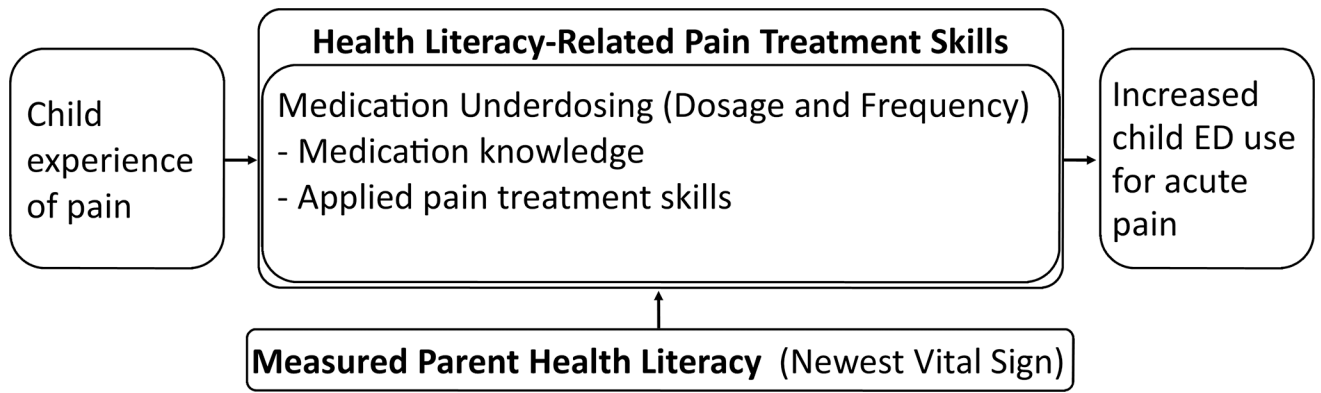 Health Literacy-Related Pain Treatment Skills
Child
experience
of pain
Medication Underdosing (Dosage and Frequency)
- Medication knowledge
- Applied pain treatment skills
Increased
child ED use
for acute
pain
Measured Parent Health Literacy (Newest Vital Sign)